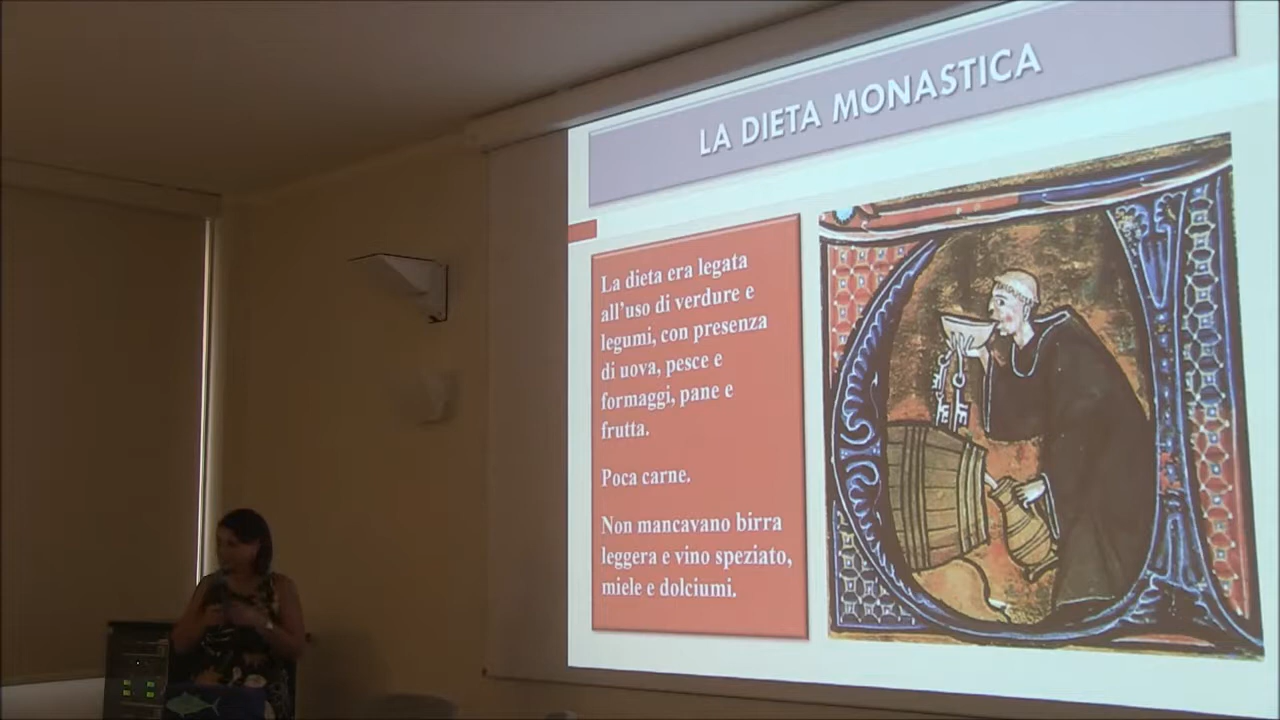 LA DIETA MONASTICA
La dieta era legata
all'uso di verdure e
legumi, con presenza
di uova, pesce e
formaggi, pane e
frutta.
Poca carne.
Non mancavano birra
leggera e vino speziato,
miele e dolciumi.